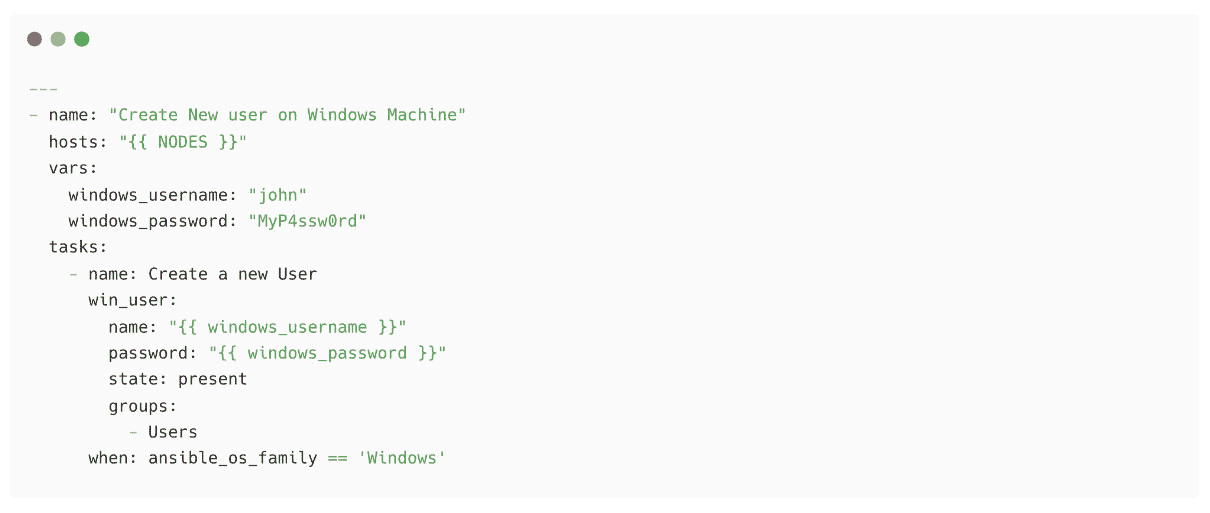 ---
- name: "Create New user on Windows Machine"
  hosts: "{{ NODES }}"
  vars:
    windows_username: "john"
    windows_password: "MyP4ssw0rd"
  tasks:
    - name: Create a new User
      win_user:
        name: "{{ windows_username }}"
        password: "{{ windows_password }}"
        state: present
        groups:
          - Users
      when: ansible_os_family == 'Windows'